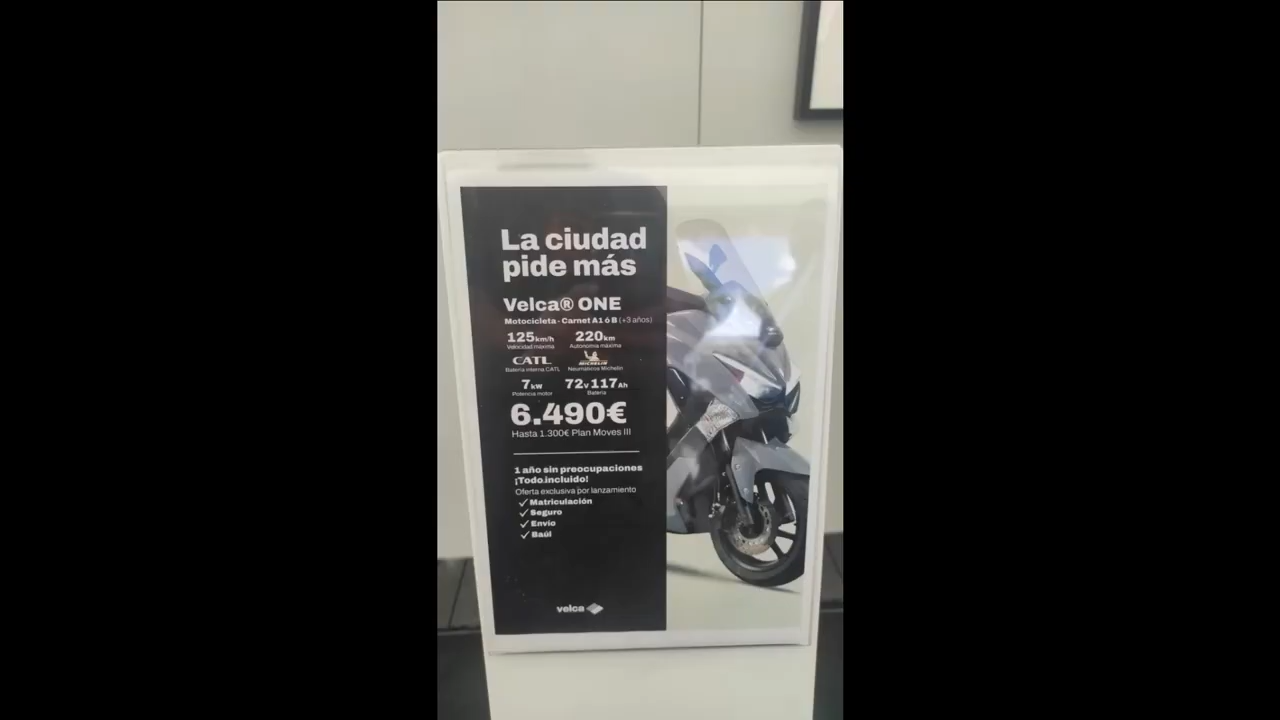 La ciudad
pide más
Velca® ONE
Motocicleta - Carnet A1 ó B (+3 años)
125km/h 220km
Velocidad máxima Autonomía máxima
CATL MICHELIN
Batería interna CATL Neumáticos Michelin
7kW 72v 117Ah
Potencia motor Batería
6.490€
Hasta 1.300€ Plan Moves III
1 año sin preocupaciones
¡Todo incluido!
Oferta exclusiva por lanzamiento
✓ Matriculación
✓ Seguro
✓ Envío
✓ Baúl
velca